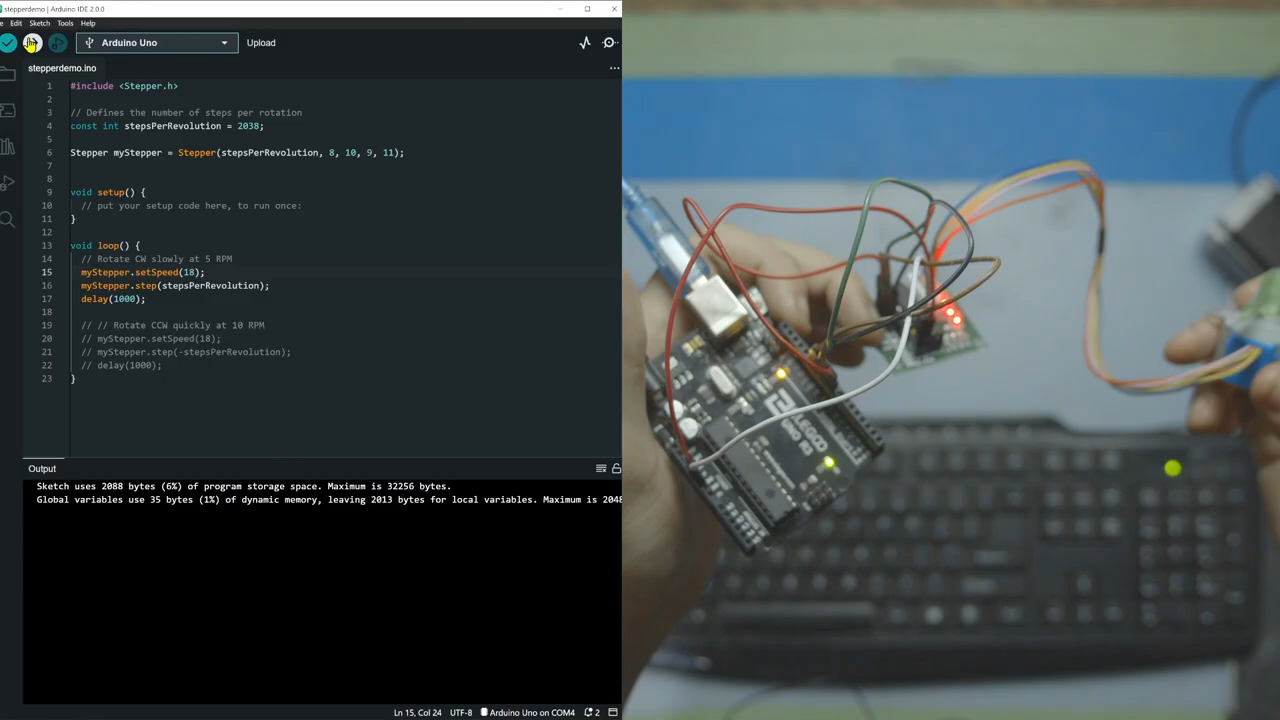 stepperdemo | Arduino IDE 2.0.0
Edit Sketch Tools Help
Arduino Uno
Upload
stepperdemo.ino
1 #include <Stepper.h>
2
3 // Defines the number of steps per rotation
4 const int stepsPerRevolution = 2038;
5
6 Stepper myStepper = Stepper(stepsPerRevolution, 8, 10, 9, 11);
7
8
9 void setup() {
10 // put your setup code here, to run once:
11 }
12
13 void loop() {
14 // Rotate CW slowly at 5 RPM
15 myStepper.setSpeed(18);
16 myStepper.step(stepsPerRevolution);
17 delay(1000);
18
19 // // Rotate CCW quickly at 10 RPM
20 // myStepper.setSpeed(18);
21 // myStepper.step(-stepsPerRevolution);
22 // delay(1000);
23 }
Output
Sketch uses 2088 bytes (6%) of program storage space. Maximum is 32256 bytes.
Global variables use 35 bytes (1%) of dynamic memory, leaving 2013 bytes for local variables. Maximum is 2048
Ln 15, Col 24 UTF-8 Arduino Uno on COM4 2
ELEGOO
UNO R3